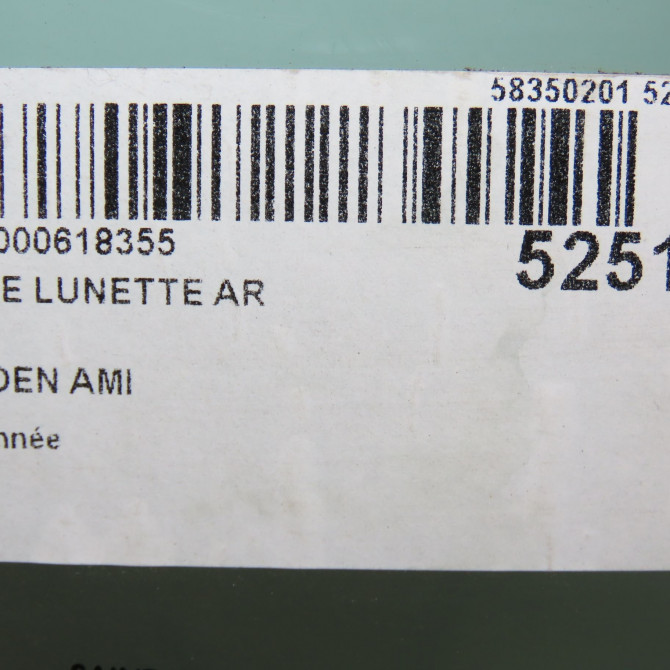 58350201 52
000618355
5251
E LUNETTE AR
DEN AMI
nnée